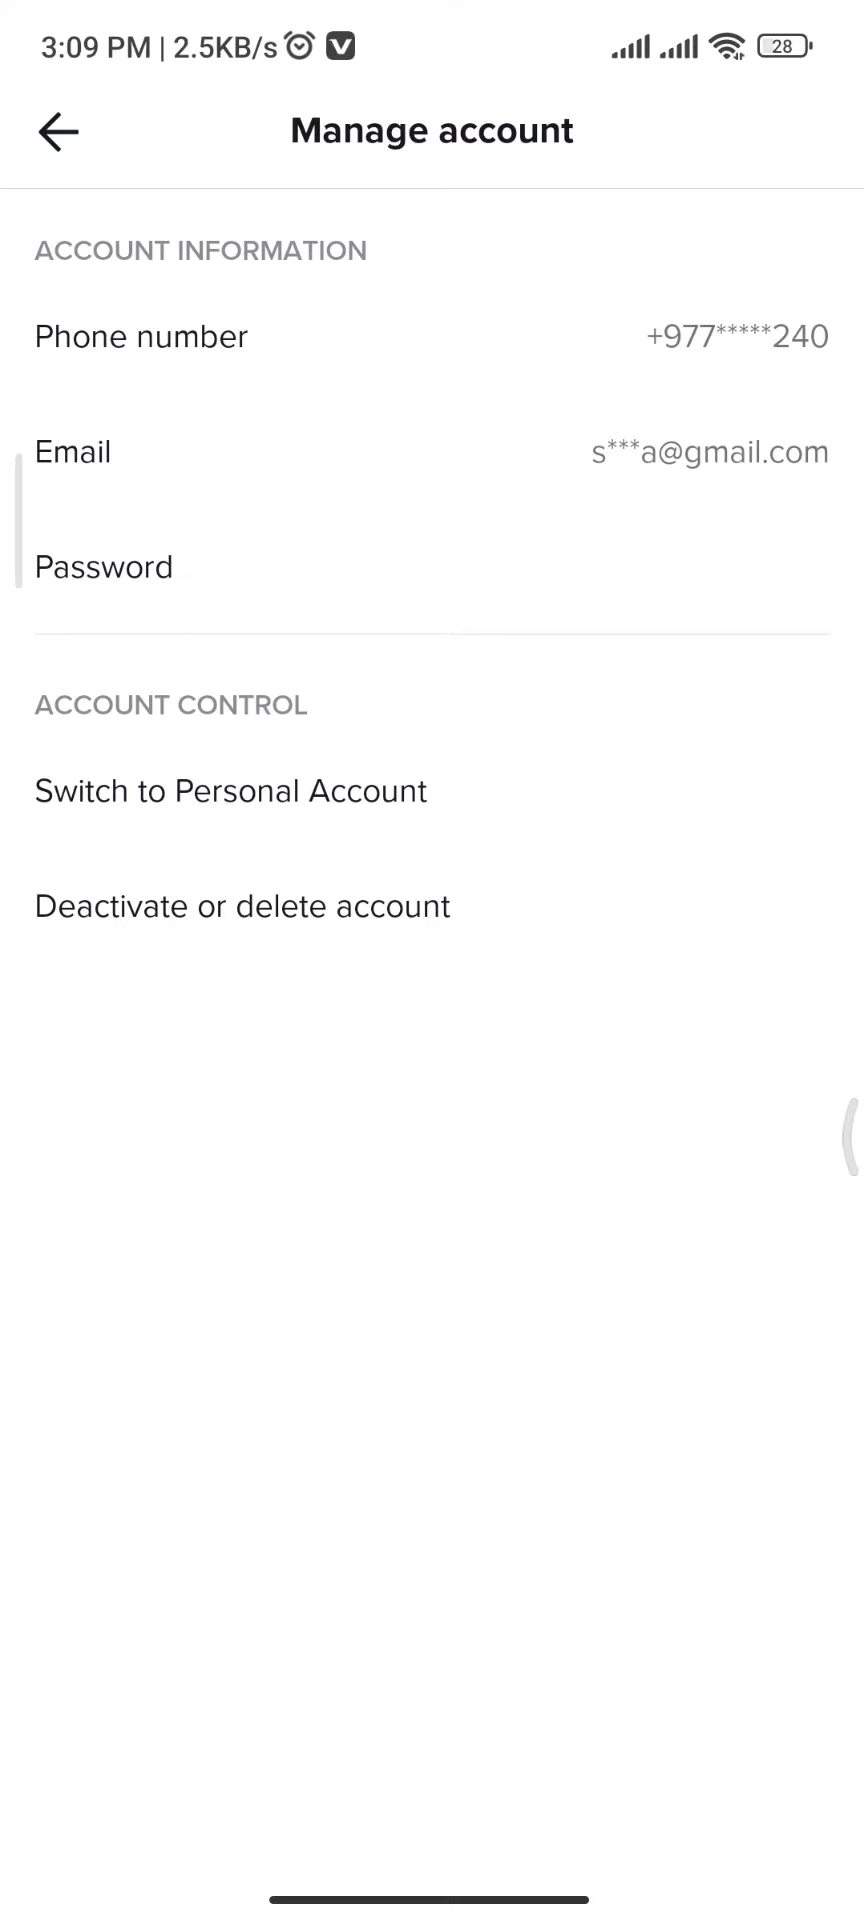 3:09 PM | 2.5KB/s V 28
Manage account
ACCOUNT INFORMATION
Phone number +977*****240
Email s***a@gmail.com
Password
ACCOUNT CONTROL
Switch to Personal Account
Deactivate or delete account